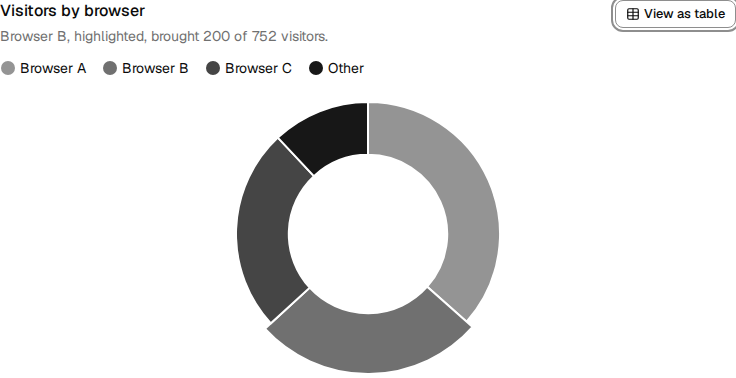 Visitors by browser
View as table
Browser B, highlighted, brought 200 of 752 visitors.
Browser A Browser B Browser C Other